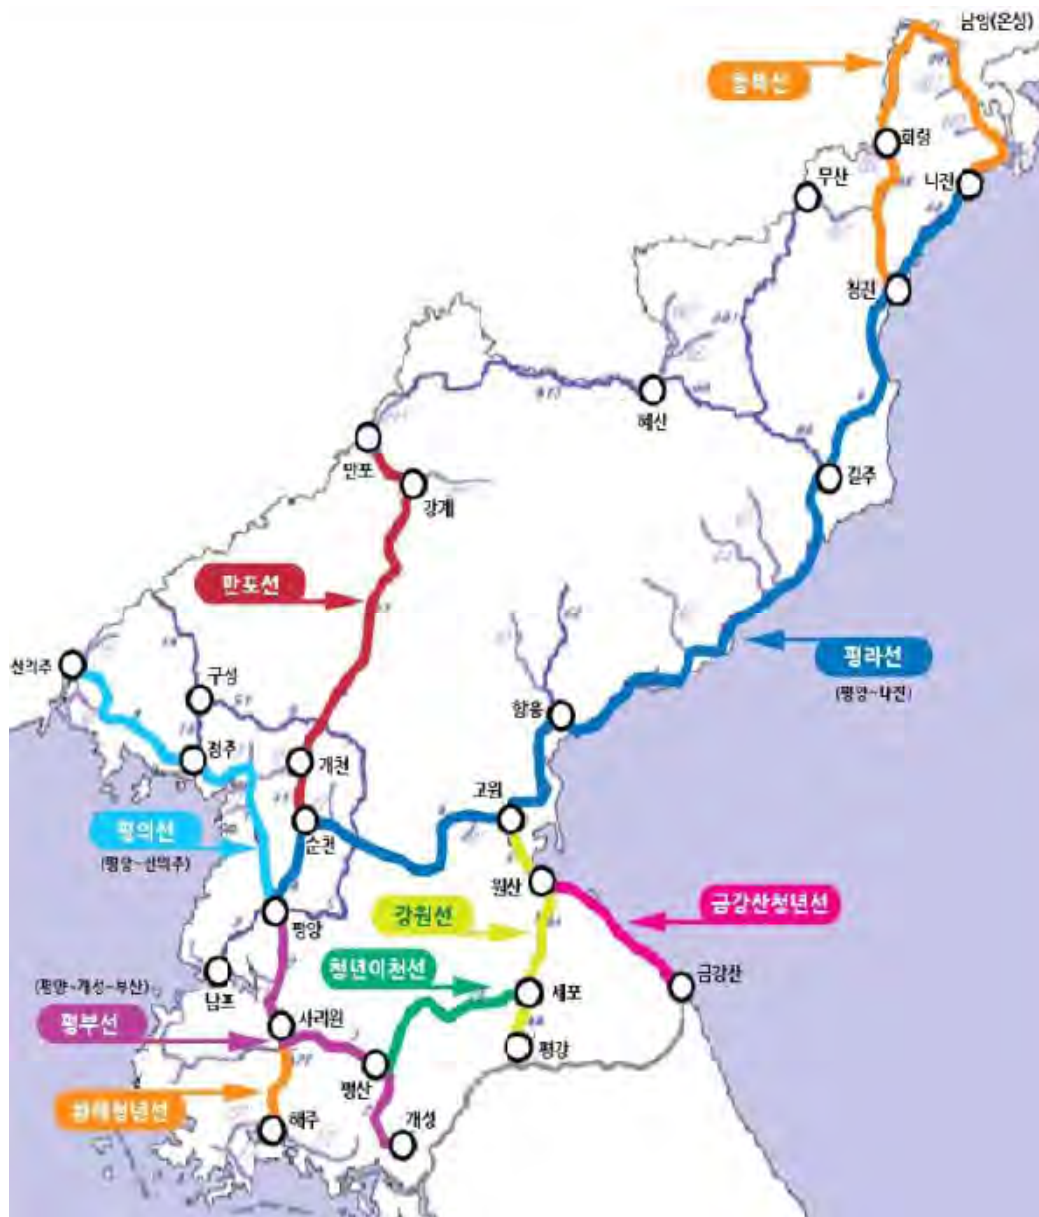 남양(온성)
함북선
회령
무산
나진
청진
혜산
만포
강계
길주
만포선
평라선
(평양~나진)
신의주
구성
함흥
정주
개천
고원
평의선
(평양~신의주)
순천
원산
금강산청년선
강원선
평양
청년이천선
금강산
세포
(평양~개성~부산)
남포
평부선
사리원
평강
평산
황해청년선
해주
개성